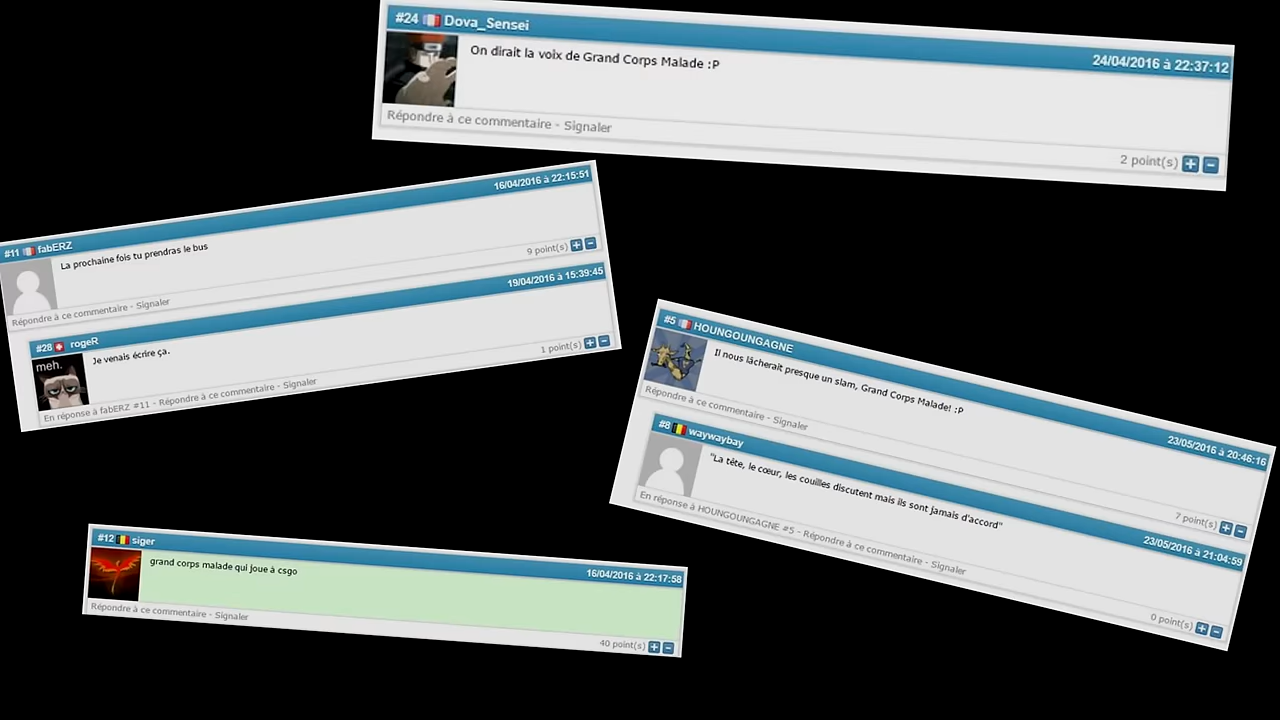 #24 Dova_Sensei
24/04/2016 à 22:37:12
On dirait la voix de Grand Corps Malade :P
Répondre à ce commentaire - Signaler
2 point(s) + -
#11 fabERZ
16/04/2016 à 22:15:51
La prochaine fois tu prendras le bus
9 point(s) + -
Répondre à ce commentaire - Signaler
#28 rogeR
19/04/2016 à 15:39:45
meh.
Je venais écrire ça.
1 point(s) + -
En réponse à fabERZ #11 - Répondre à ce commentaire - Signaler
#5 HOUNGOUNGAGNE
23/05/2016 à 20:46:16
Il nous lâcherait presque un slam, Grand Corps Malade! :P
Répondre à ce commentaire - Signaler
7 point(s) + -
#8 waywaybay
23/05/2016 à 21:04:59
"La tête, le cœur, les couilles discutent mais ils sont jamais d'accord"
En réponse à HOUNGOUNGAGNE #5 - Répondre à ce commentaire - Signaler
0 point(s) + -
#12 siger
16/04/2016 à 22:17:58
grand corps malade qui joue à csgo
Répondre à ce commentaire - Signaler
40 point(s) + -